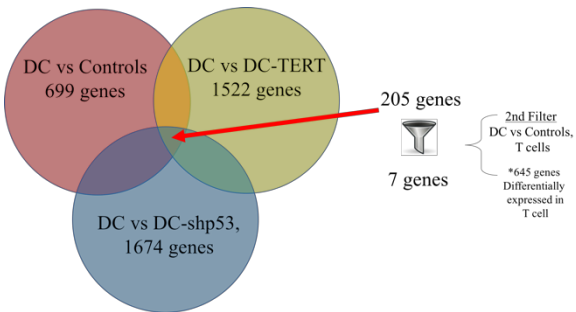 DC vs Controls
699 genes
DC vs DC-TERT
1522 genes
DC vs DC-shp53,
1674 genes
205 genes
7 genes
2nd Filter
DC vs Controls,
T cells
*645 genes
Differentially
expressed in
T cell